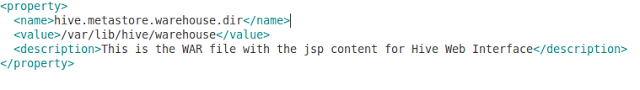 <property>
<name>hive.metastore.warehouse.dir</name>
<value>/var/lib/hive/warehouse</value>
<description>This is the WAR file with the jsp content for Hive Web Interface</description>
</property>